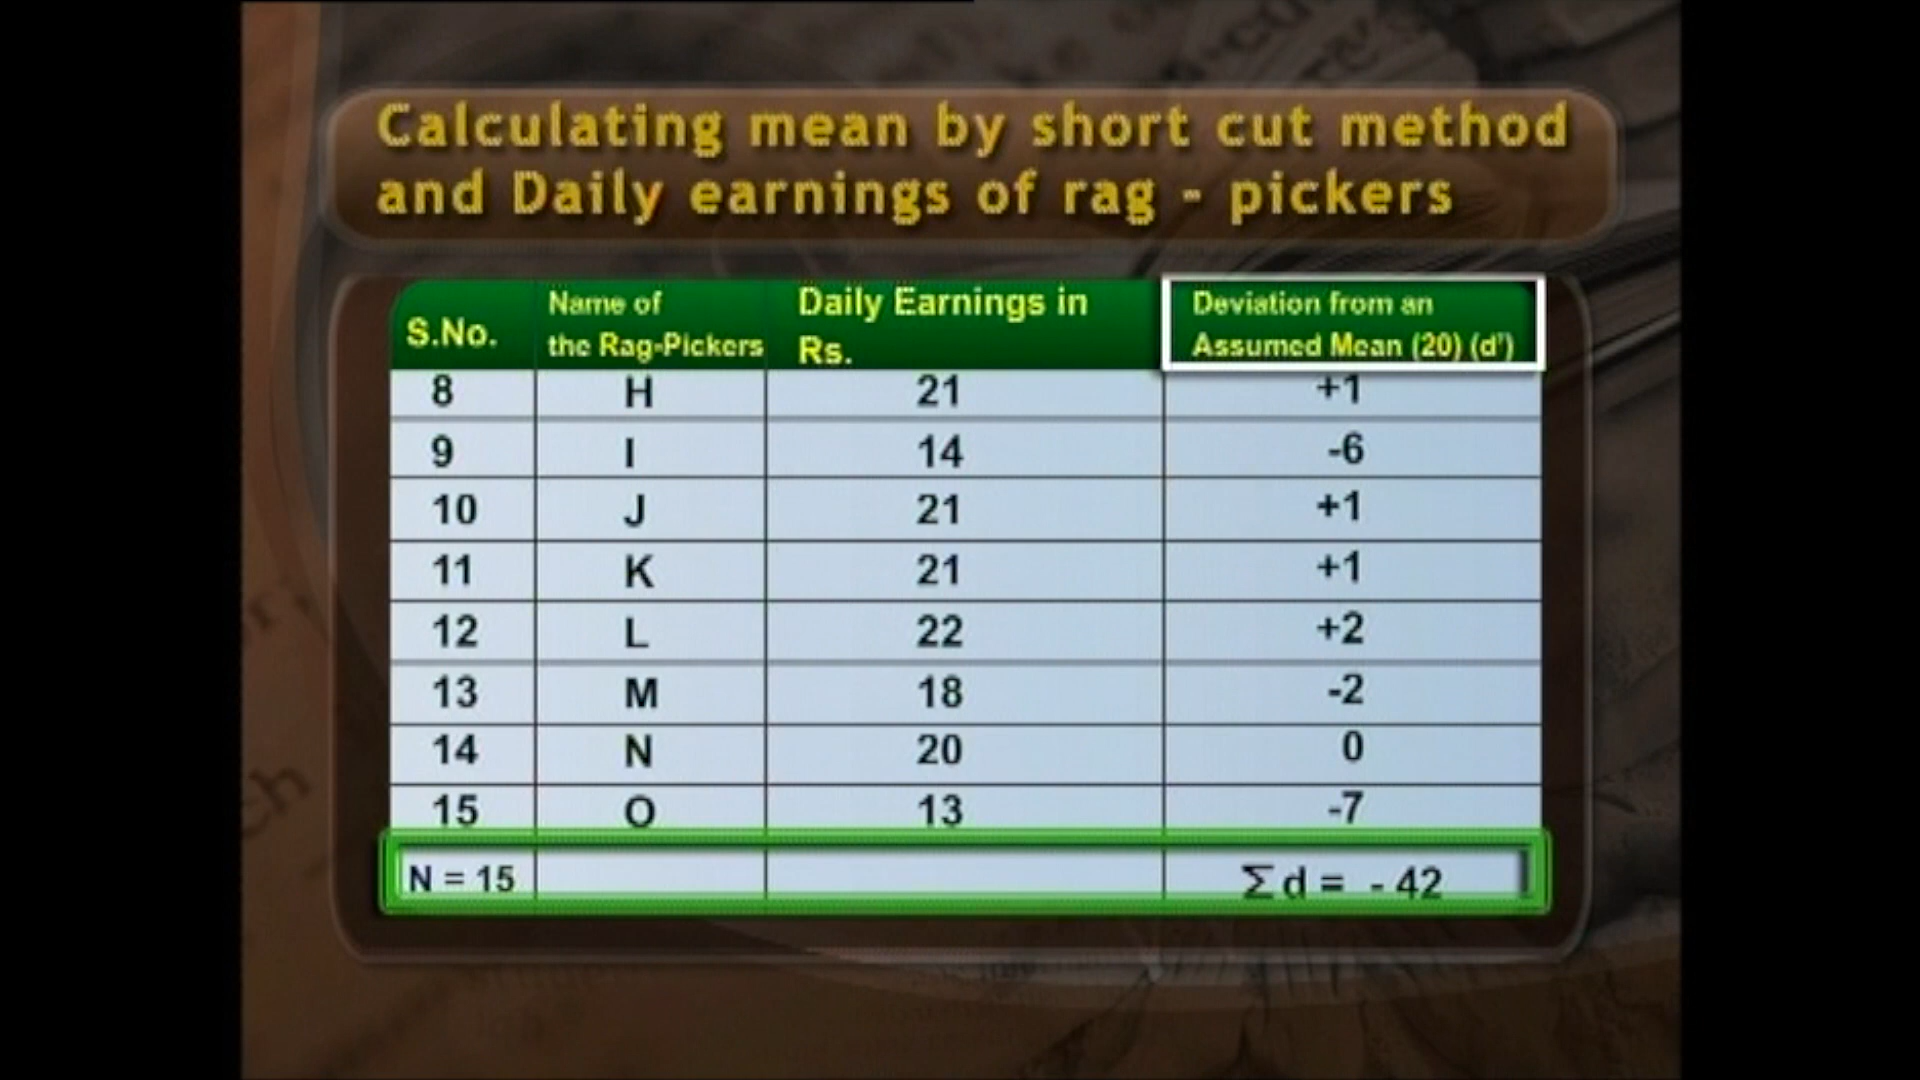 Calculating mean by short cut method
and Daily earnings of rag - pickers
S.No. Name of the Rag-Pickers Daily Earnings in Rs. Deviation from an Assumed Mean (20) (d')
8 H 21 +1
9 I 14 -6
10 J 21 +1
11 K 21 +1
12 L 22 +2
13 M 18 -2
14 N 20 0
15 O 13 -7
N = 15 Σ d = - 42